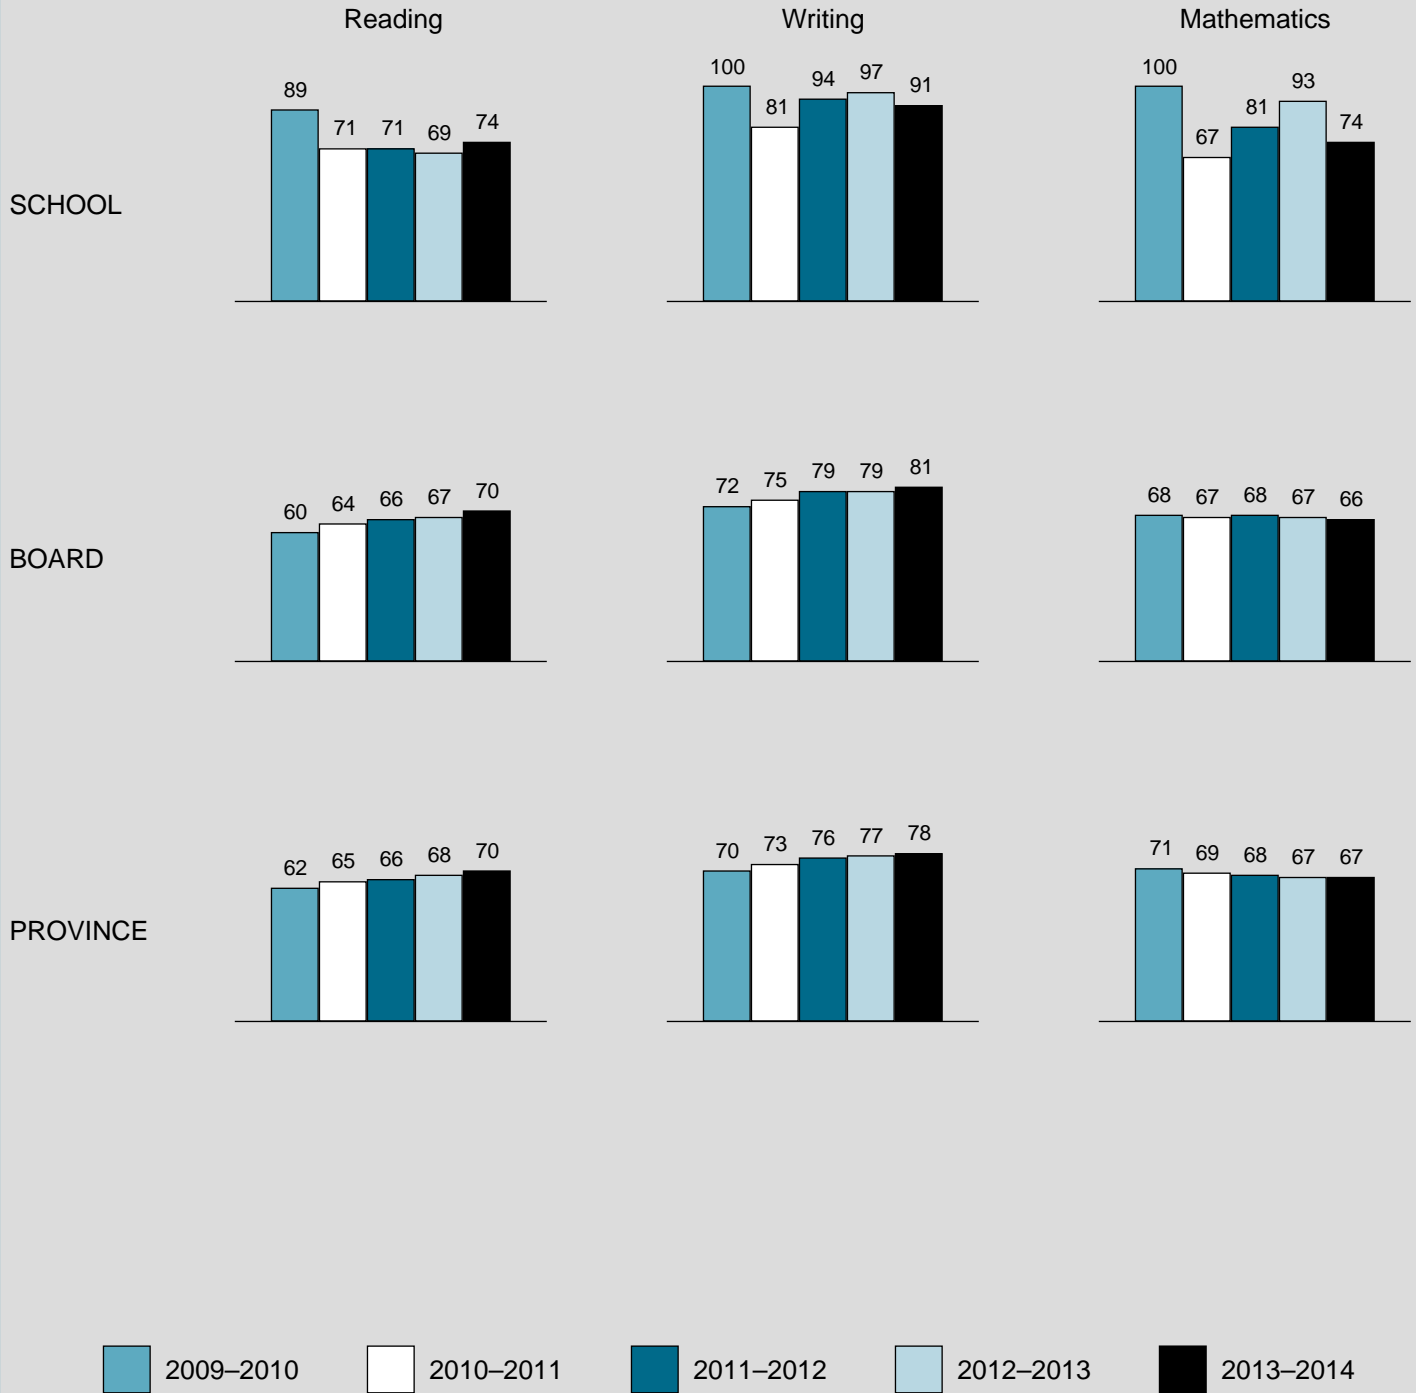 Reading Writing Mathematics
SCHOOL
89 71 71 69 74
100 81 94 97 91
100 67 81 93 74
BOARD
60 64 66 67 70
72 75 79 79 81
68 67 68 67 66
PROVINCE
62 65 66 68 70
70 73 76 77 78
71 69 68 67 67
2009–2010 2010–2011 2011–2012 2012–2013 2013–2014